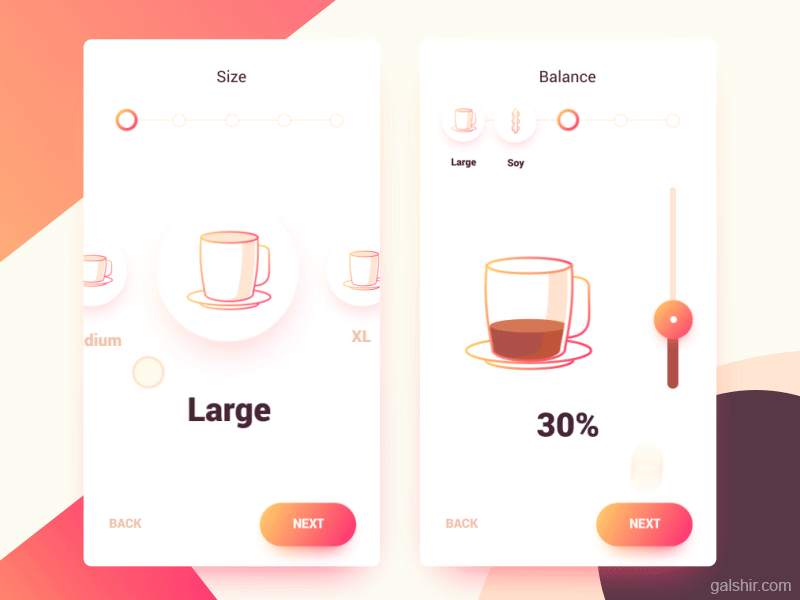 Size
dium
XL
Large
BACK
NEXT
Balance
Large
Soy
30%
BACK
NEXT
galshir.com